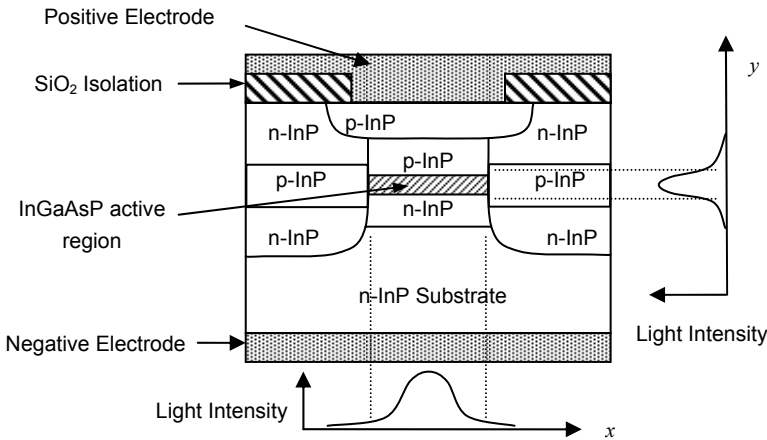 Positive Electrode
y
SiO₂ Isolation
p-InP
n-InP
n-InP
p-InP
p-InP
p-InP
InGaAsP active
region
n-InP
n-InP
n-InP
n-InP Substrate
Light Intensity
Negative Electrode
Light Intensity
x